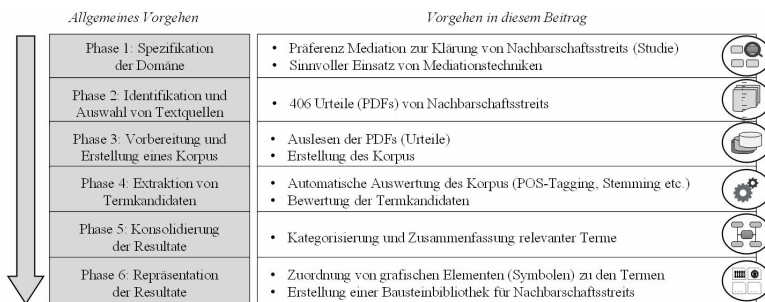 Allgemeines Vorgehen
Vorgehen in diesem Beitrag
Phase 1: Spezifikation
der Domäne
• Präferenz Mediation zur Klärung von Nachbarschaftsstreits (Studie)
• Sinnvoller Einsatz von Mediationstechniken
Phase 2: Identifikation und
Auswahl von Textquellen
• 406 Urteile (PDFs) von Nachbarschaftsstreits
Phase 3: Vorbereitung und
Erstellung eines Korpus
• Auslesen der PDFs (Urteile)
• Erstellung des Korpus
Phase 4: Extraktion von
Termkandidaten
• Automatische Auswertung des Korpus (POS-Tagging, Stemming etc.)
• Bewertung der Termkandidaten
Phase 5: Konsolidierung
der Resultate
• Kategorisierung und Zusammenfassung relevanter Terme
Phase 6: Repräsentation
der Resultate
• Zuordnung von grafischen Elementen (Symbolen) zu den Termen
• Erstellung einer Bausteinbibliothek für Nachbarschaftsstreits